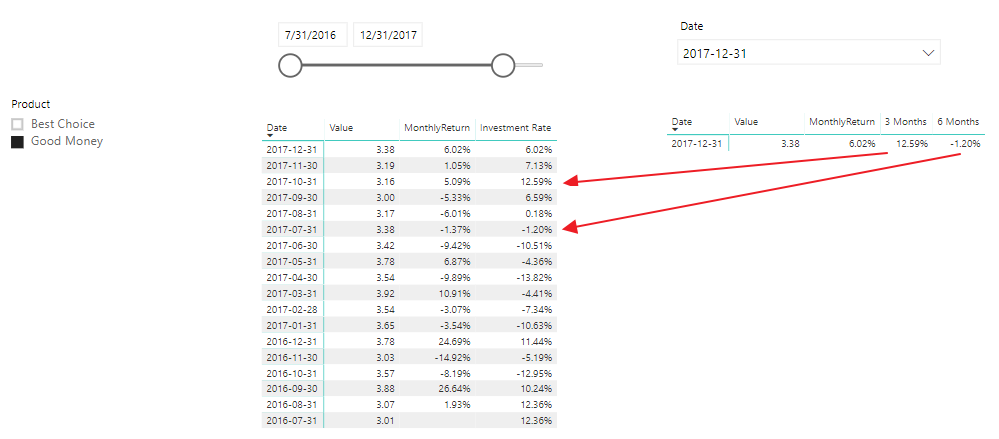 7/31/2016 12/31/2017
Date
2017-12-31
Product
Best Choice
Good Money
Date Value MonthlyReturn Investment Rate
2017-12-31 3.38 6.02% 6.02%
2017-11-30 3.19 1.05% 7.13%
2017-10-31 3.16 5.09% 12.59%
2017-09-30 3.00 -5.33% 6.59%
2017-08-31 3.17 -6.01% 0.18%
2017-07-31 3.38 -1.37% -1.20%
2017-06-30 3.42 -9.42% -10.51%
2017-05-31 3.78 6.87% -4.36%
2017-04-30 3.54 -9.89% -13.82%
2017-03-31 3.92 10.91% -4.41%
2017-02-28 3.54 -3.07% -7.34%
2017-01-31 3.65 -3.54% -10.63%
2016-12-31 3.78 24.69% 11.44%
2016-11-30 3.03 -14.92% -5.19%
2016-10-31 3.57 -8.19% -12.95%
2016-09-30 3.88 26.64% 10.24%
2016-08-31 3.07 1.93% 12.36%
2016-07-31 3.01 12.36%
Date Value MonthlyReturn 3 Months 6 Months
2017-12-31 3.38 6.02% 12.59% -1.20%